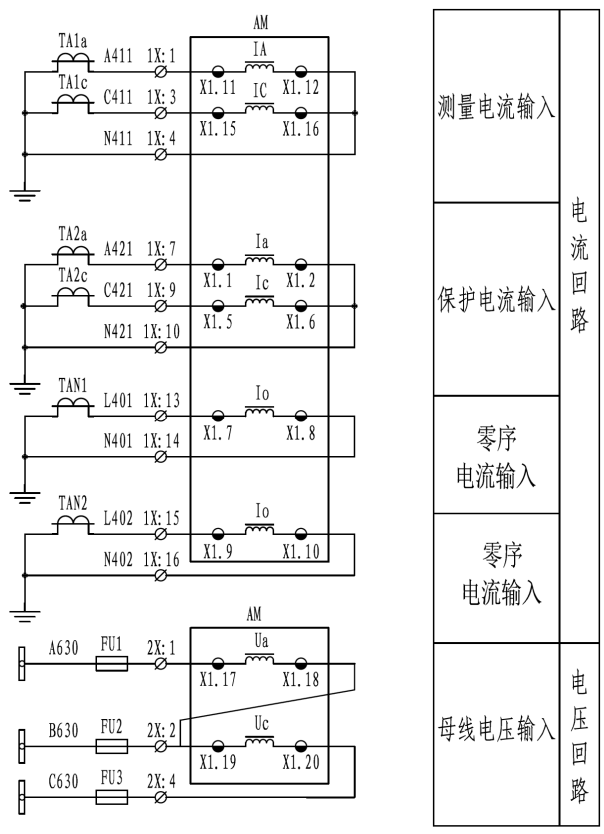 AM
TA1a A411 1X:1 IA
X1.11 X1.12
TA1c C411 1X:3 IC
X1.15 X1.16
N411 1X:4
测量电流输入
TA2a A421 1X:7 Ia
X1.1 X1.2
TA2c C421 1X:9 Ic
X1.5 X1.6
N421 1X:10
保护电流输入
TAN1 L401 1X:13 Io
X1.7 X1.8
N401 1X:14
零序
电流输入
TAN2 L402 1X:15 Io
X1.9 X1.10
N402 1X:16
零序
电流输入
电流回路
AM
A630 FU1 2X:1 Ua
X1.17 X1.18
B630 FU2 2X:2 Uc
X1.19 X1.20
C630 FU3 2X:4
母线电压输入
电压回路